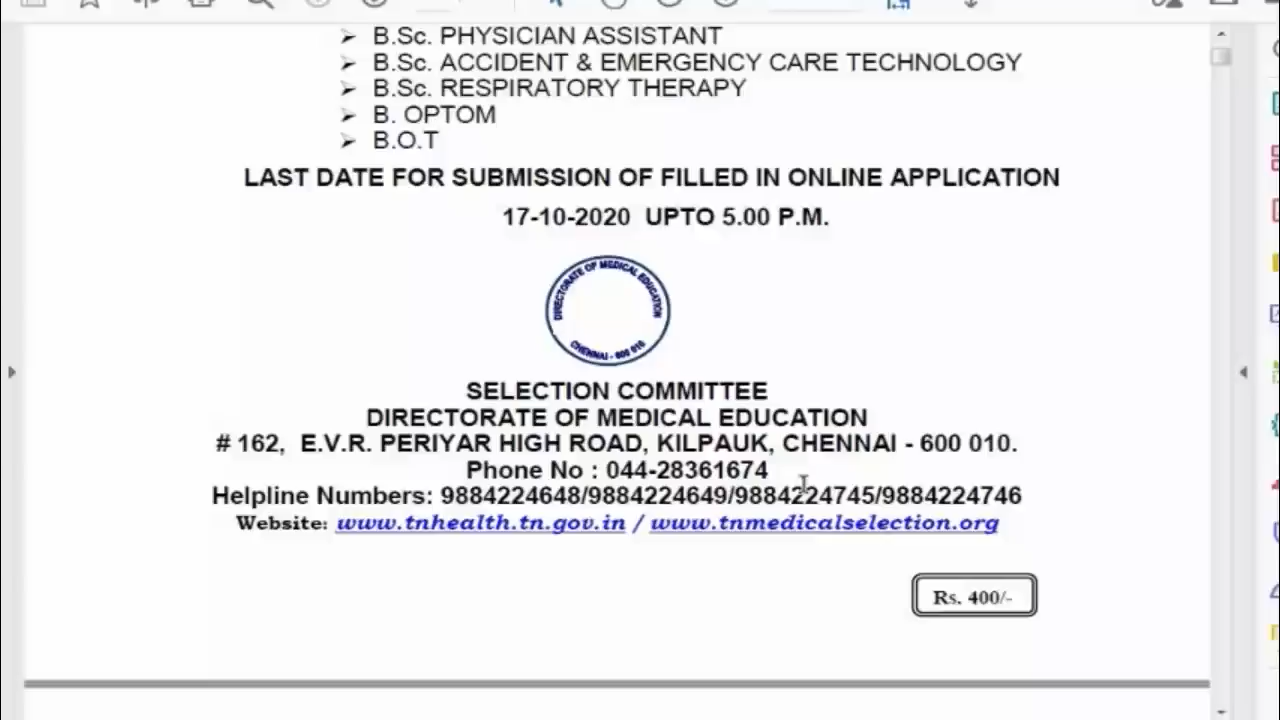 B.Sc. PHYSICIAN ASSISTANT
B.Sc. ACCIDENT & EMERGENCY CARE TECHNOLOGY
B.Sc. RESPIRATORY THERAPY
B. OPTOM
B.O.T
LAST DATE FOR SUBMISSION OF FILLED IN ONLINE APPLICATION
17-10-2020 UPTO 5.00 P.M.
DIRECTORATE OF MEDICAL EDUCATION
CHENNAI - 600 010
SELECTION COMMITTEE
DIRECTORATE OF MEDICAL EDUCATION
# 162, E.V.R. PERIYAR HIGH ROAD, KILPAUK, CHENNAI - 600 010.
Phone No : 044-28361674
Helpline Numbers: 9884224648/9884224649/9884224745/9884224746
Website: www.tnhealth.tn.gov.in / www.tnmedicalselection.org
Rs. 400/-